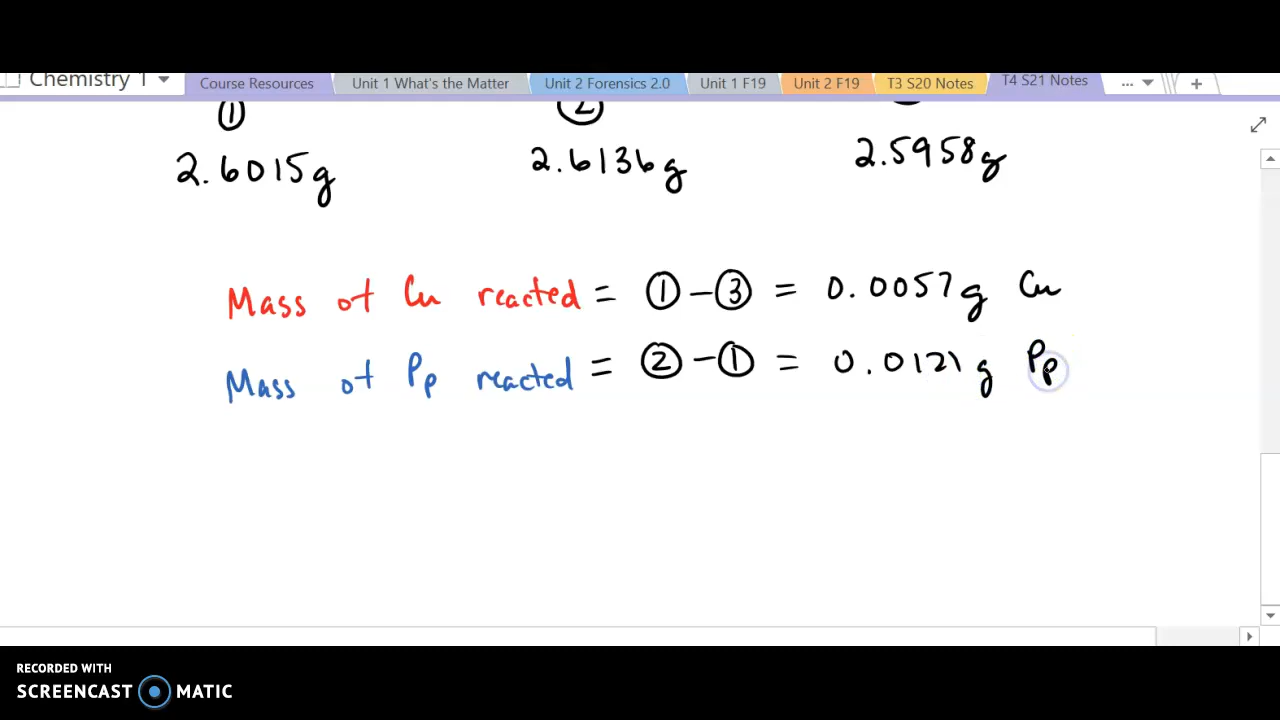 Chemistry 1
Course Resources Unit 1 What's the Matter Unit 2 Forensics 2.0 Unit 1 F19 Unit 2 F19 T3 S20 Notes T4 S21 Notes ... +
① ②
2.6015g 2.6136g 2.5958g
Mass of Cu reacted = ① - ③ = 0.0057g Cu
Mass of Pp reacted = ② - ① = 0.0121 g Pp
RECORDED WITH
SCREENCAST MATIC